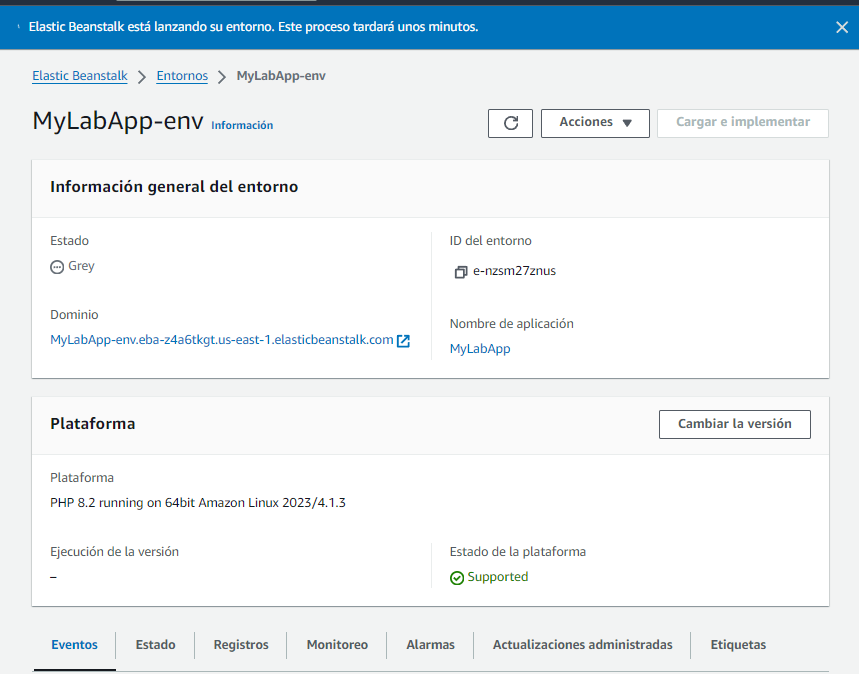 Elastic Beanstalk está lanzando su entorno. Este proceso tardará unos minutos.
Elastic Beanstalk > Entornos > MyLabApp-env
MyLabApp-env Información
Acciones
Cargar e implementar
Información general del entorno
Estado
Grey
ID del entorno
e-nzsm27znus
Dominio
MyLabApp-env.eba-z4a6tkgt.us-east-1.elasticbeanstalk.com
Nombre de aplicación
MyLabApp
Plataforma
Cambiar la versión
Plataforma
PHP 8.2 running on 64bit Amazon Linux 2023/4.1.3
Ejecución de la versión
–
Estado de la plataforma
Supported
Eventos Estado Registros Monitoreo Alarmas Actualizaciones administradas Etiquetas